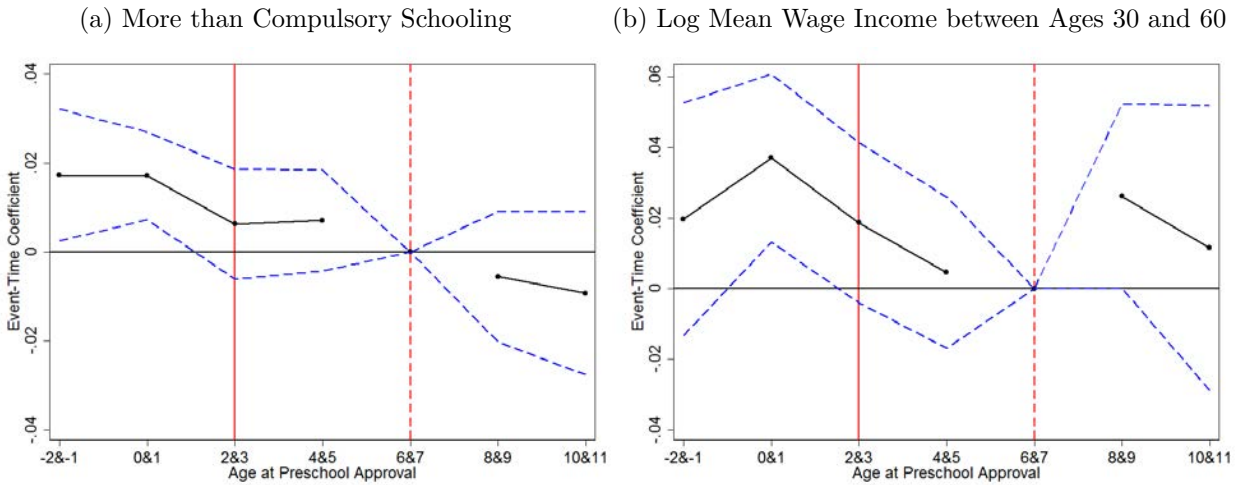 (a) More than Compulsory Schooling
(b) Log Mean Wage Income between Ages 30 and 60
Event-Time Coefficient
.04
.02
0
-.02
-.04
-2&-1 0&1 2&3 4&5 6&7 8&9 10&11
Age at Preschool Approval
Event-Time Coefficient
.06
.04
.02
0
-.02
-.04
-2&-1 0&1 2&3 4&5 6&7 8&9 10&11
Age at Preschool Approval